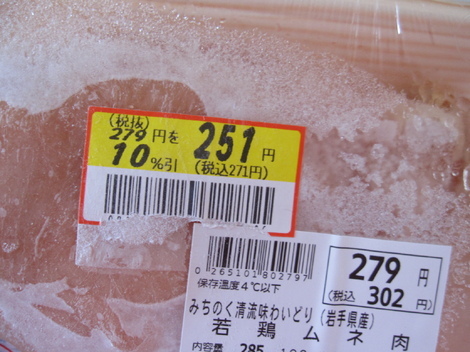 (税抜)
279円を 251円
10%引 (税込271円)
0265101802797
保存温度4℃以下
279円
(税込 302円)
みちのく清流味わいどり(岩手県産)
若鶏ムネ肉
内容量 285